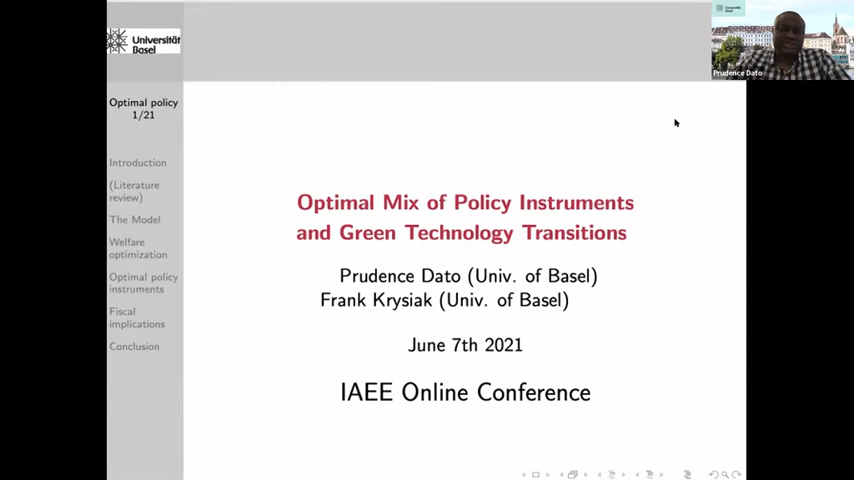 Universität
Basel
Optimal policy
1/21
Introduction
(Literature
review)
The Model
Welfare
optimization
Optimal policy
instruments
Fiscal
implications
Conclusion
Optimal Mix of Policy Instruments
and Green Technology Transitions
Prudence Dato (Univ. of Basel)
Frank Krysiak (Univ. of Basel)
June 7th 2021
IAEE Online Conference
Universität
Basel
Prudence Dato